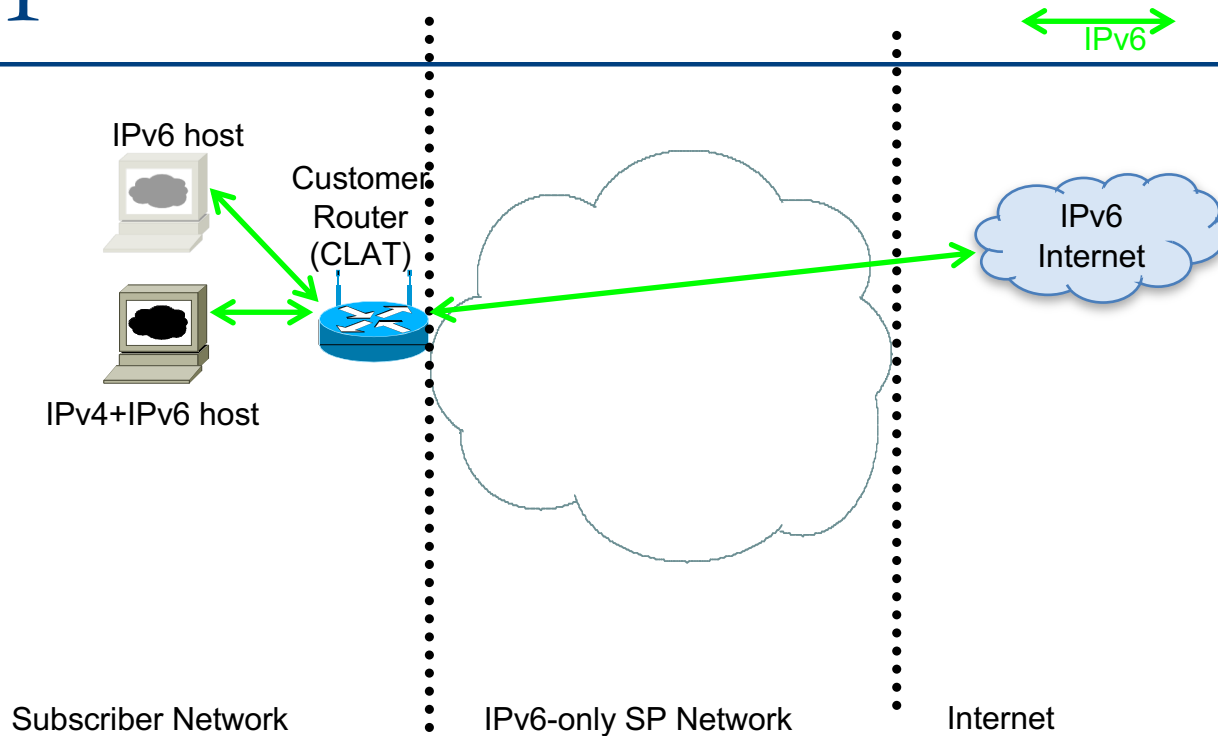 IPv6
IPv6 host
Customer
Router
(CLAT)
IPv6
Internet
IPv4+IPv6 host
Subscriber Network
IPv6-only SP Network
Internet